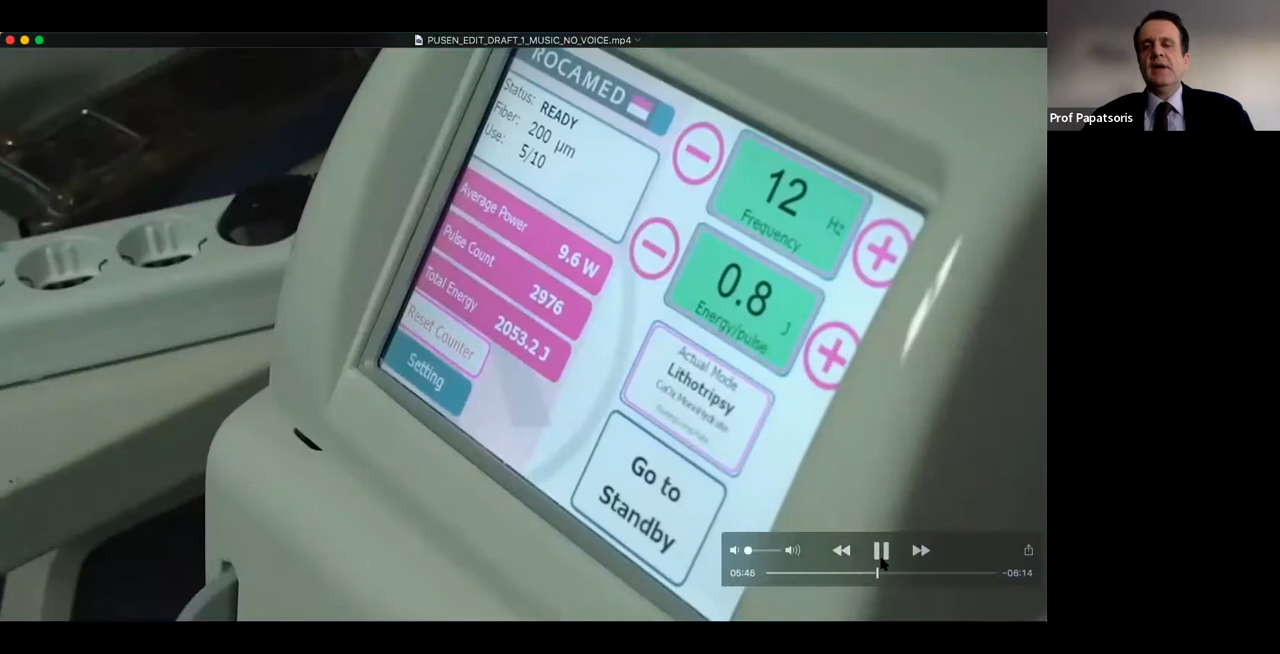 PUSEN_EDIT_DRAFT_1_MUSIC_NO_VOICE.mp4
Prof Papatsoris
ROCAMED
Status: READY
Fiber: 200 µm
Use: 5/10
Average Power 9.6 W
Pulse Count 2976
Total Energy 2053.2 J
Reset Counter
Setting
12 Hz
Frequency
0.8 J
Energy/pulse
Actual Mode
Lithotripsy
Go to
Standby
05:46
-06:14